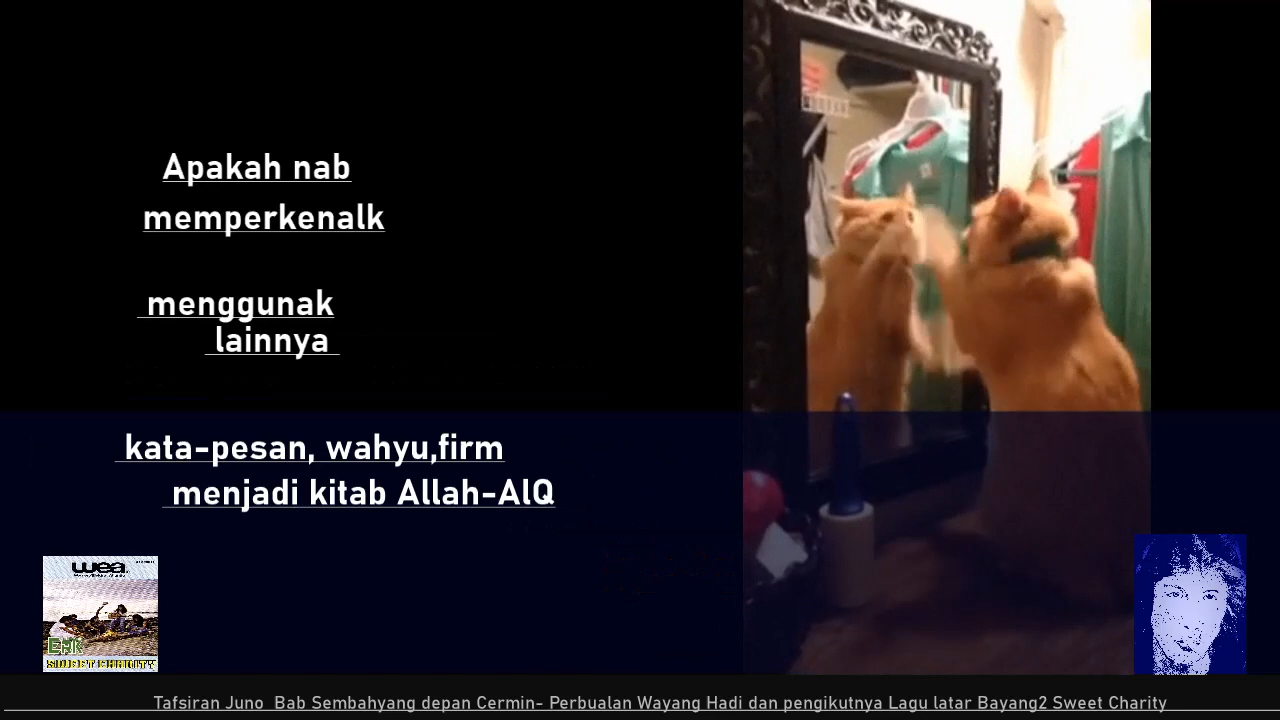 Apakah nab
memperkenalk
menggunak
lainnya
kata-pesan, wahyu,firm
menjadi kitab Allah-AlQ
wea
SWEET CHARITY
Tafsiran Juno Bab Sembahyang depan Cermin- Perbualan Wayang Hadi dan pengikutnya Lagu latar Bayang2 Sweet Charity